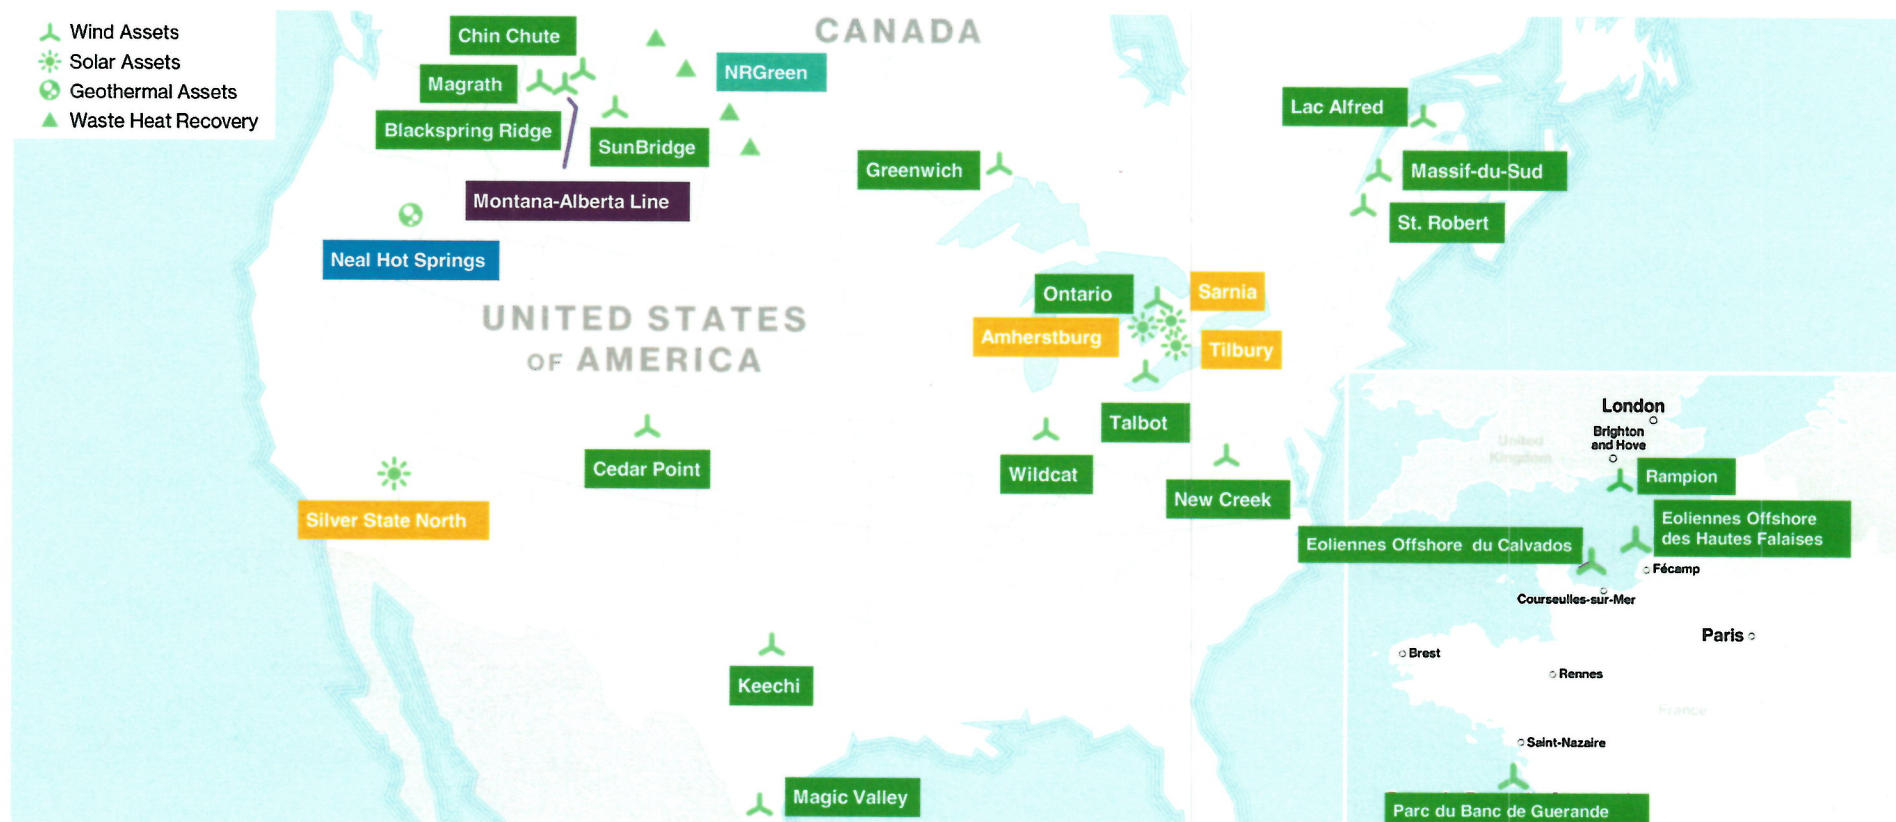 Wind Assets
Solar Assets
Geothermal Assets
Waste Heat Recovery
CANADA
Chin Chute
NRGreen
Magrath
Blackspring Ridge
SunBridge
Montana-Alberta Line
Greenwich
Lac Alfred
Massif-du-Sud
St. Robert
Neal Hot Springs
UNITED STATES
OF AMERICA
Ontario
Sarnia
Amherstburg
Tilbury
Talbot
Cedar Point
Wildcat
New Creek
Silver State North
Keechi
Magic Valley
London
Brighton
and Hove
United
Kingdom
Rampion
Eoliennes Offshore
des Hautes Falaises
Eoliennes Offshore du Calvados
Fécamp
Courseulles-sur-Mer
Paris
Brest
Rennes
France
Saint-Nazaire
Parc du Banc de Guerande